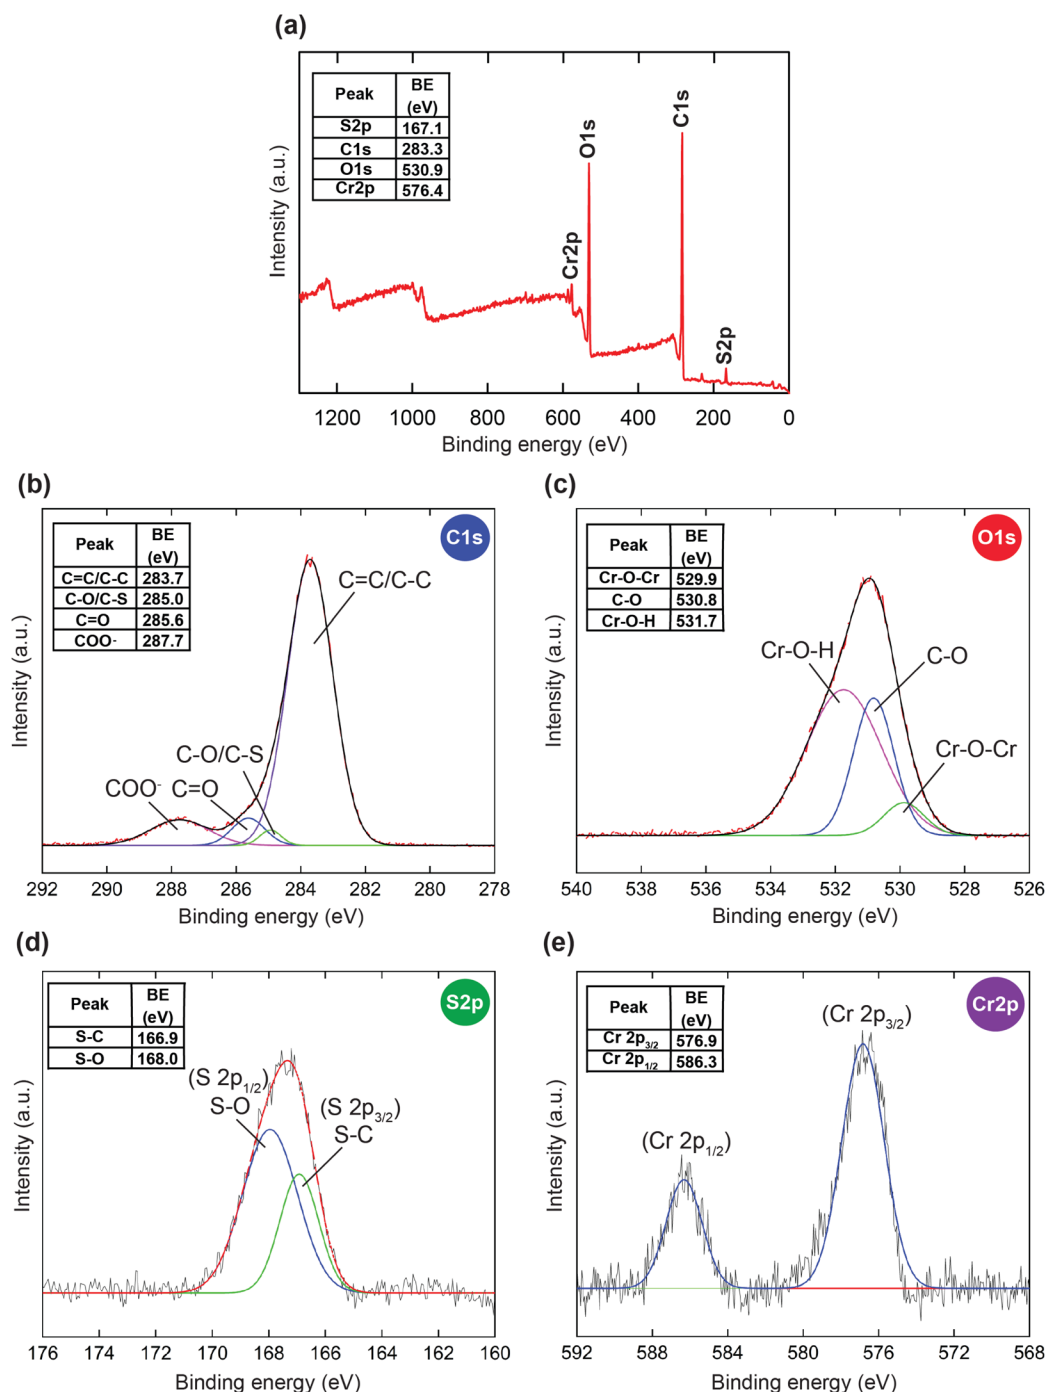 (a)
Peak BE (eV)
S2p 167.1
C1s 283.3
O1s 530.9
Cr2p 576.4
Cr2p
O1s
C1s
S2p
Intensity (a.u.)
1200 1000 800 600 400 200 0
Binding energy (eV)
(b)
Peak BE (eV)
C=C/C-C 283.7
C-O/C-S 285.0
C=O 285.6
COO- 287.7
C1s
C=C/C-C
C-O/C-S
COO- C=O
Intensity (a.u.)
292 290 288 286 284 282 280 278
Binding energy (eV)
(c)
Peak BE (eV)
Cr-O-Cr 529.9
C-O 530.8
Cr-O-H 531.7
O1s
Cr-O-H
C-O
Cr-O-Cr
Intensity (a.u.)
540 538 536 534 532 530 528 526
Binding energy (eV)
(d)
Peak BE (eV)
S-C 166.9
S-O 168.0
S2p
(S 2p1/2)
S-O
(S 2p3/2)
S-C
Intensity (a.u.)
176 174 172 170 168 166 164 162 160
Binding energy (eV)
(e)
Peak BE (eV)
Cr 2p3/2 576.9
Cr 2p1/2 586.3
Cr2p
(Cr 2p3/2)
(Cr 2p1/2)
Intensity (a.u.)
592 588 584 580 576 572 568
Binding energy (eV)